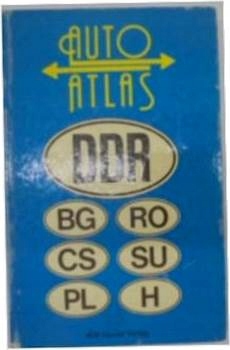 AUTO
ATLAS
DDR
BG RO
CS SU
PL H